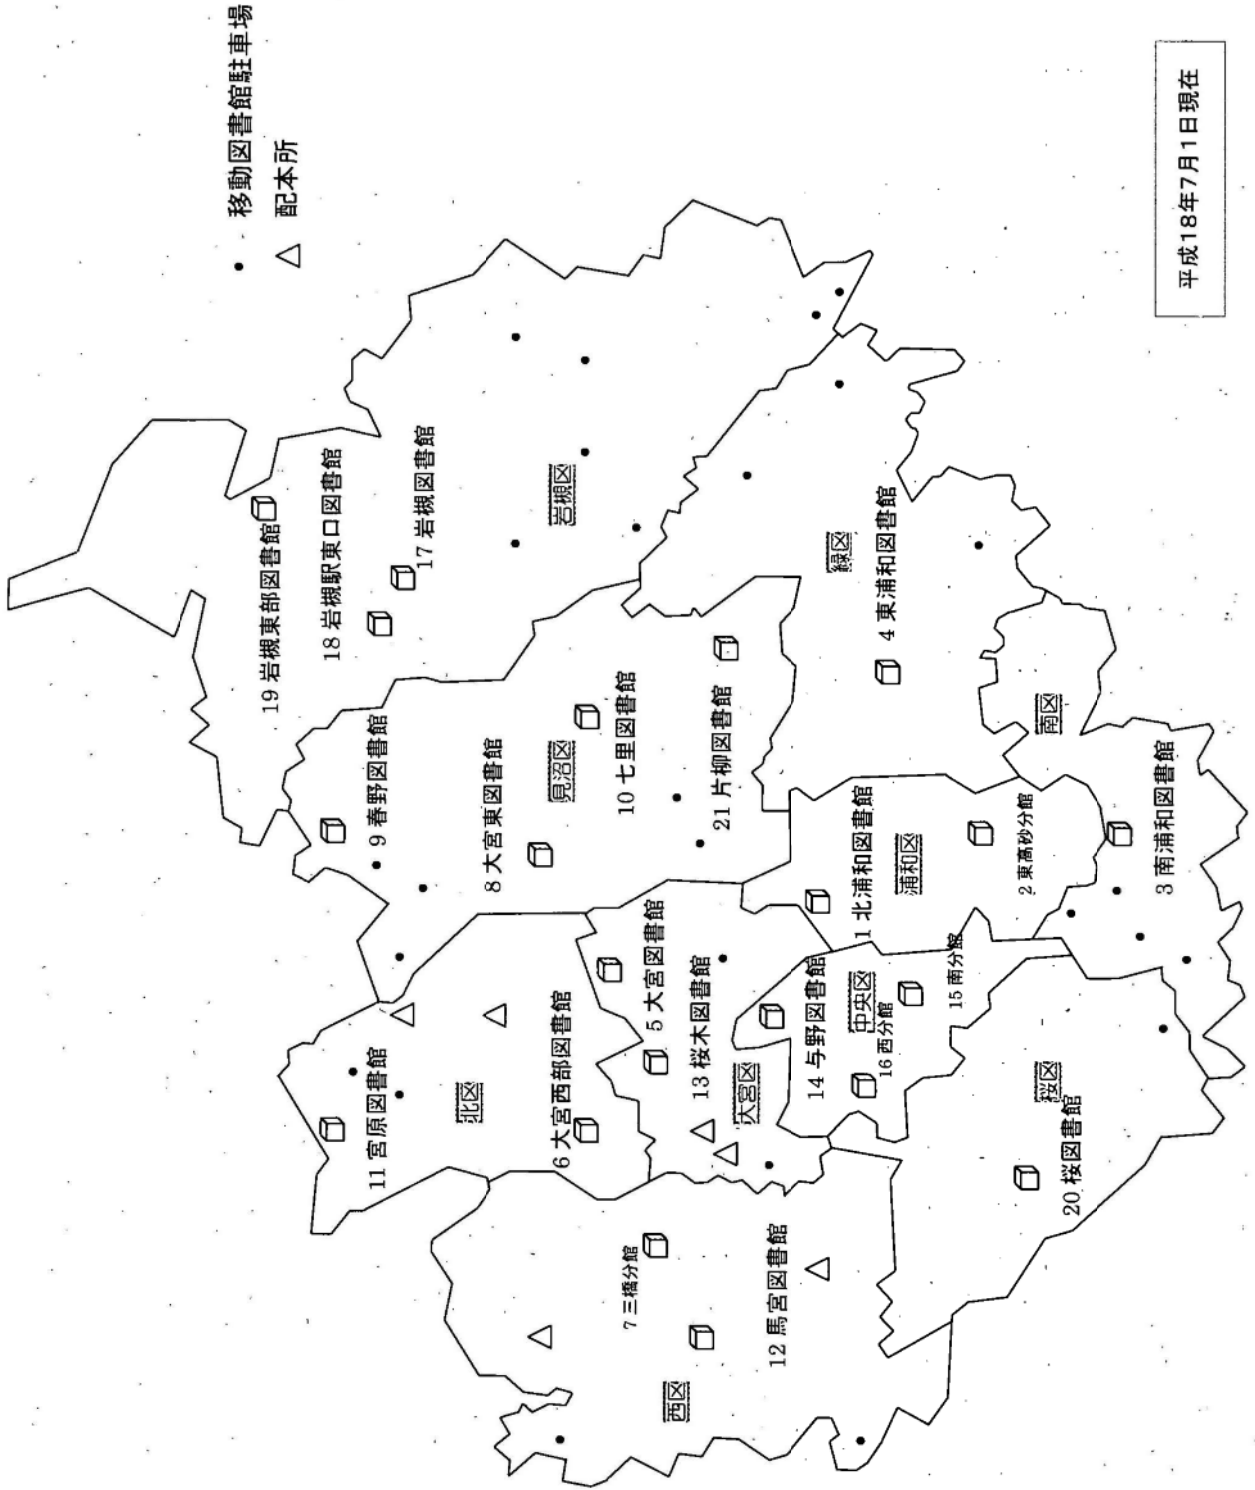 • 移動図書館駐車場
△ 配本所
19 岩槻東部図書館
18 岩槻駅東口図書館
17 岩槻図書館
岩槻区
9 春野図書館
8 大宮東図書館
見沼区
10 七里図書館
21 片柳図書館
緑区
4 東浦和図書館
11 宮原図書館
北区
6 大宮西部図書館
5 大宮図書館
13 桜木図書館
大宮区
1 北浦和図書館
浦和区
2 東高砂分館
南区
3 南浦和図書館
14 与野図書館
中央区
16 西分館
15 南分館
7 三橋分館
西区
12 馬宮図書館
桜区
20 桜図書館
平成18年7月1日現在